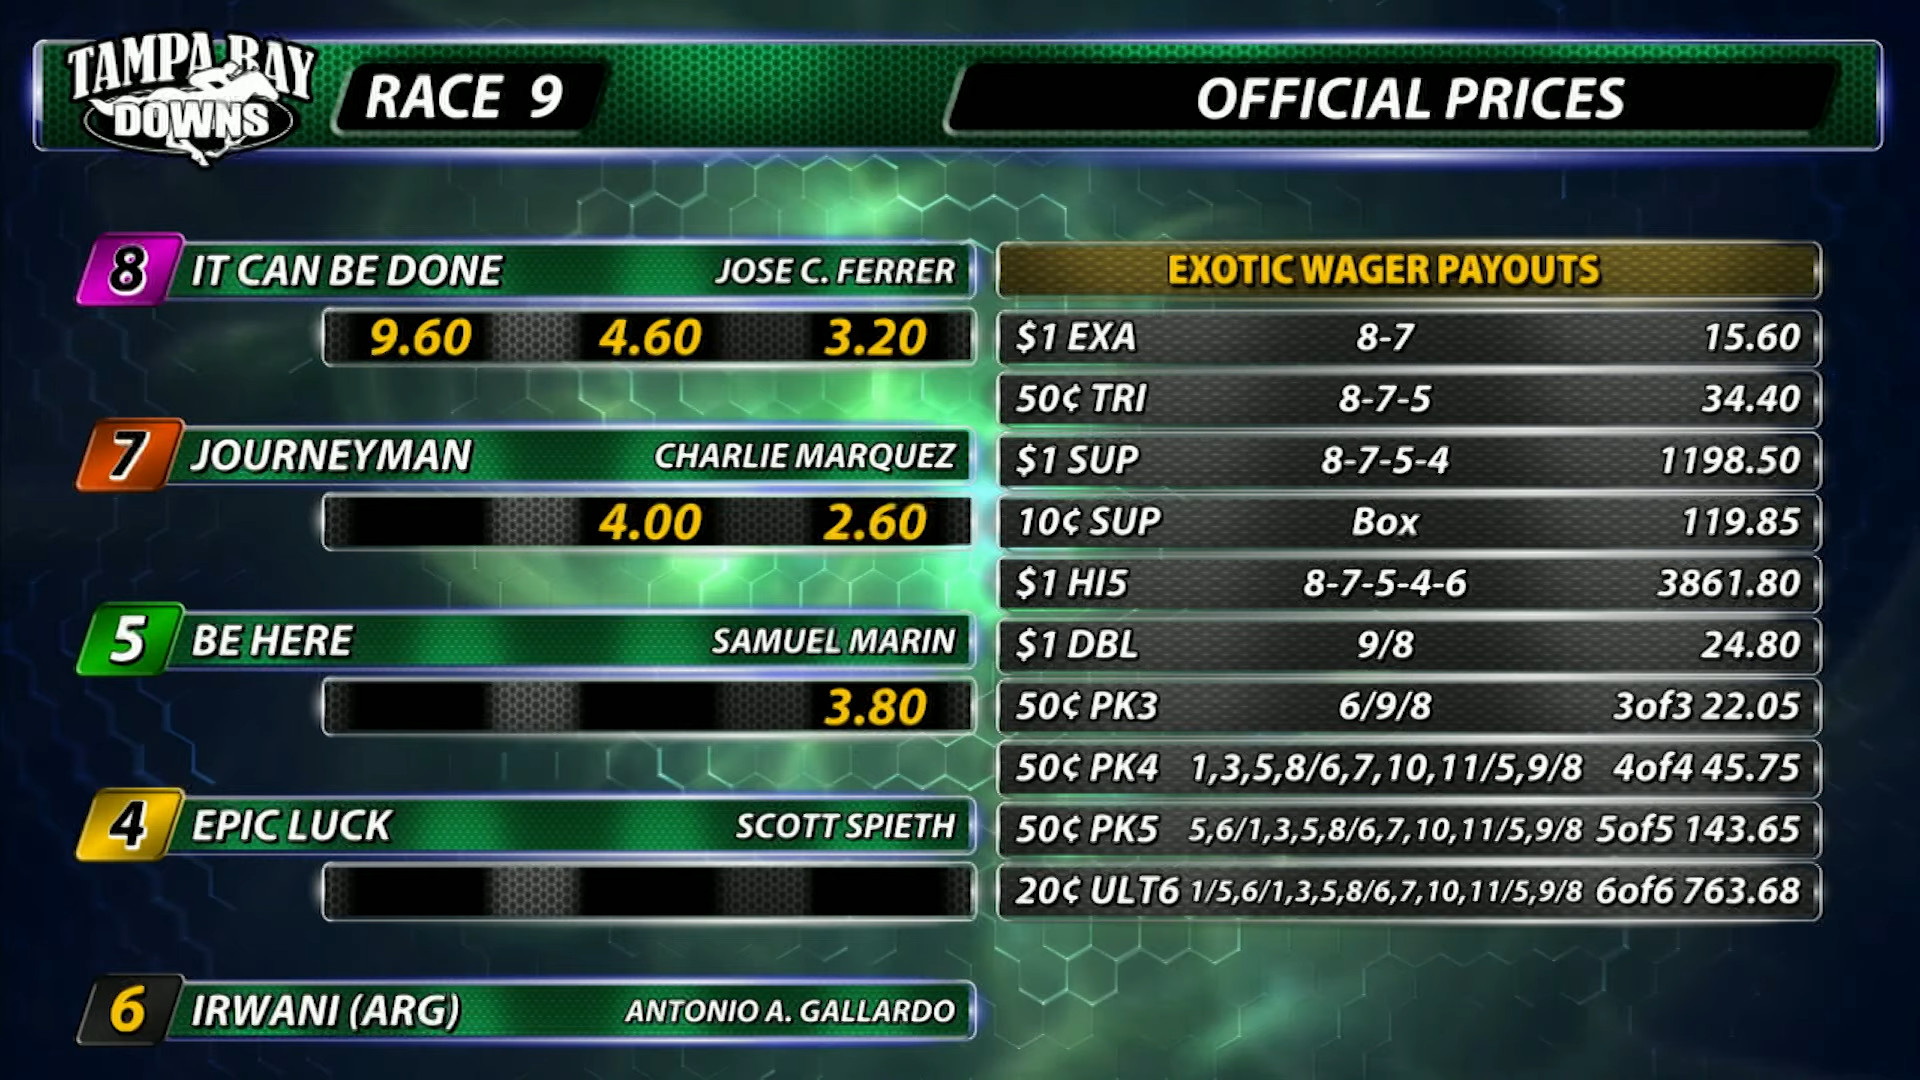 TAMPA BAY
DOWNS
RACE 9
OFFICIAL PRICES
8 IT CAN BE DONE JOSE C. FERRER
9.60 4.60 3.20
7 JOURNEYMAN CHARLIE MARQUEZ
4.00 2.60
5 BE HERE SAMUEL MARIN
3.80
4 EPIC LUCK SCOTT SPIETH
6 IRWANI (ARG) ANTONIO A. GALLARDO
EXOTIC WAGER PAYOUTS
$1 EXA 8-7 15.60
50¢ TRI 8-7-5 34.40
$1 SUP 8-7-5-4 1198.50
10¢ SUP Box 119.85
$1 HI5 8-7-5-4-6 3861.80
$1 DBL 9/8 24.80
50¢ PK3 6/9/8 3of3 22.05
50¢ PK4 1,3,5,8/6,7,10,11/5,9/8 4of4 45.75
50¢ PK5 5,6/1,3,5,8/6,7,10,11/5,9/8 5of5 143.65
20¢ ULT6 1/5,6/1,3,5,8/6,7,10,11/5,9/8 6of6 763.68